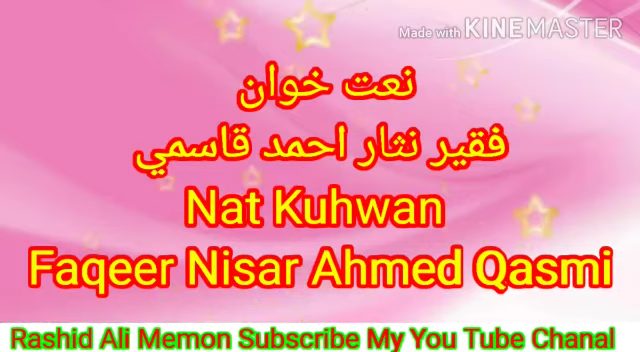 Made with KINEMASTER
نعت خوان
فقير نثار احمد قاسمي
Nat Kuhwan
Faqeer Nisar Ahmed Qasmi
Rashid Ali Memon Subscribe My You Tube Chanal